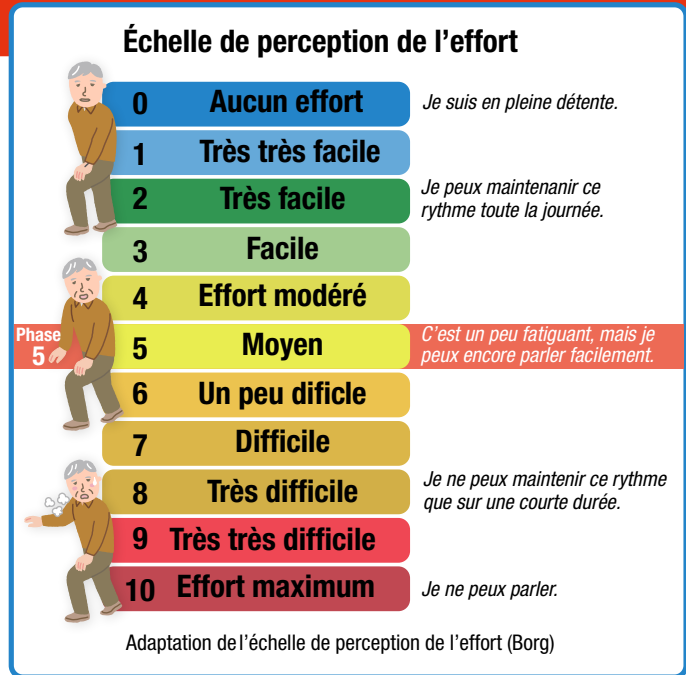 Échelle de perception de l’effort
0 Aucun effort Je suis en pleine détente.
1 Très très facile
2 Très facile Je peux maintenanir ce
rythme toute la journée.
3 Facile
4 Effort modéré
Phase
5
5 Moyen C’est un peu fatiguant, mais je
peux encore parler facilement.
6 Un peu dificle
7 Difficile
8 Très difficile Je ne peux maintenir ce rythme
que sur une courte durée.
9 Très très difficile
10 Effort maximum Je ne peux parler.
Adaptation de l’échelle de perception de l’effort (Borg)